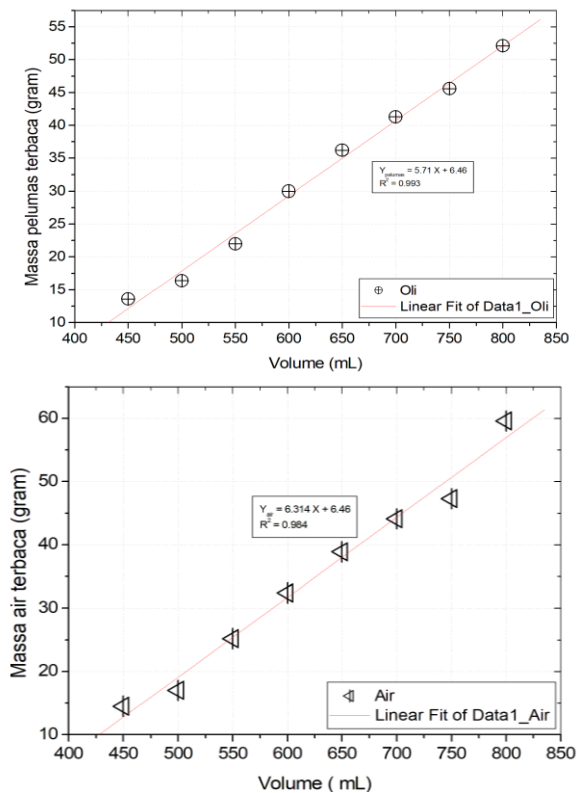 Massa pelumas terbaca (gram)
55
50
45
40
35
30
25
20
15
10
Y pelumas = 5.71 X + 6.46
R² = 0.993
Oli
Linear Fit of Data1_Oli
400 450 500 550 600 650 700 750 800 850
Volume (mL)
Massa air terbaca (gram)
60
50
40
30
20
10
Y air = 6.314 X + 6.46
R² = 0.984
Air
Linear Fit of Data1_Air
400 450 500 550 600 650 700 750 800 850
Volume ( mL)